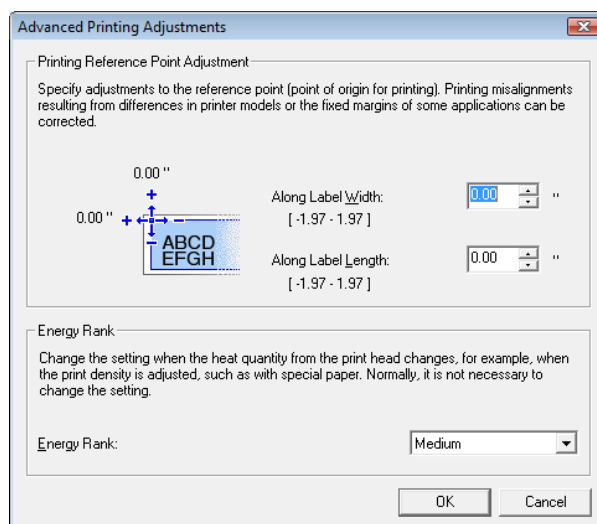 Advanced Printing Adjustments
Printing Reference Point Adjustment
Specify adjustments to the reference point (point of origin for printing). Printing misalignments
resulting from differences in printer models or the fixed margins of some applications can be
corrected.
0.00 "
0.00 "
ABCD
EFGH
Along Label Width: 0.00 "
[ -1.97 - 1.97 ]
Along Label Length: 0.00 "
[ -1.97 - 1.97 ]
Energy Rank
Change the setting when the heat quantity from the print head changes, for example, when
the print density is adjusted, such as with special paper. Normally, it is not necessary to
change the setting.
Energy Rank: Medium
OK Cancel